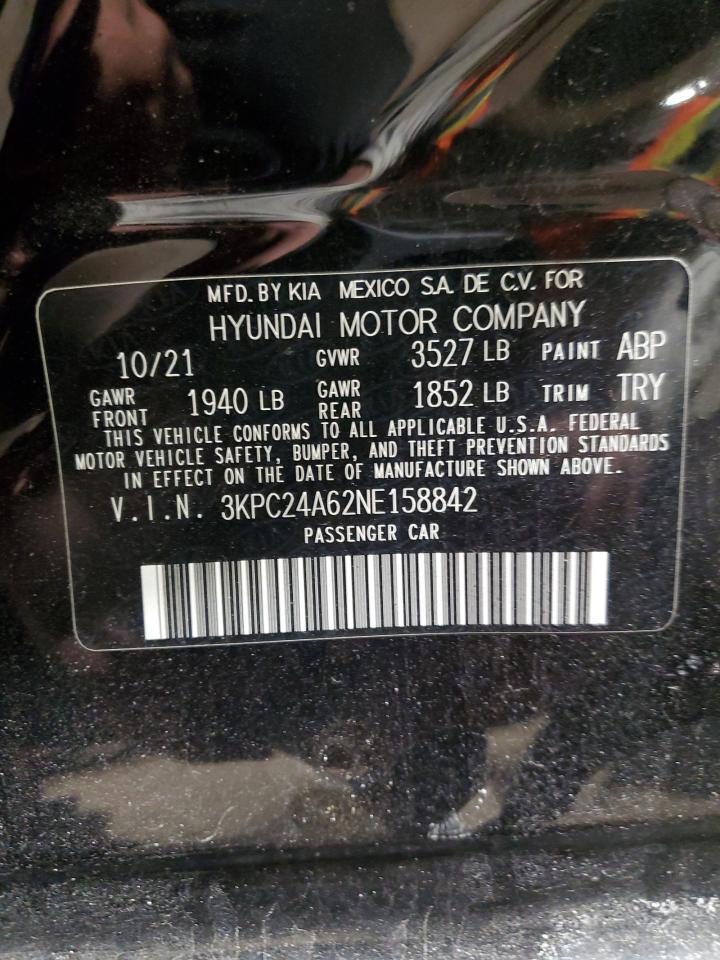 MFD. BY KIA MEXICO S.A. DE C.V. FOR
HYUNDAI MOTOR COMPANY
10/21 GVWR 3527 LB PAINT ABP
GAWR FRONT 1940 LB GAWR REAR 1852 LB TRIM TRY
THIS VEHICLE CONFORMS TO ALL APPLICABLE U.S.A. FEDERAL
MOTOR VEHICLE SAFETY, BUMPER, AND THEFT PREVENTION STANDARDS
IN EFFECT ON THE DATE OF MANUFACTURE SHOWN ABOVE.
V.I.N. 3KPC24A62NE158842
PASSENGER CAR